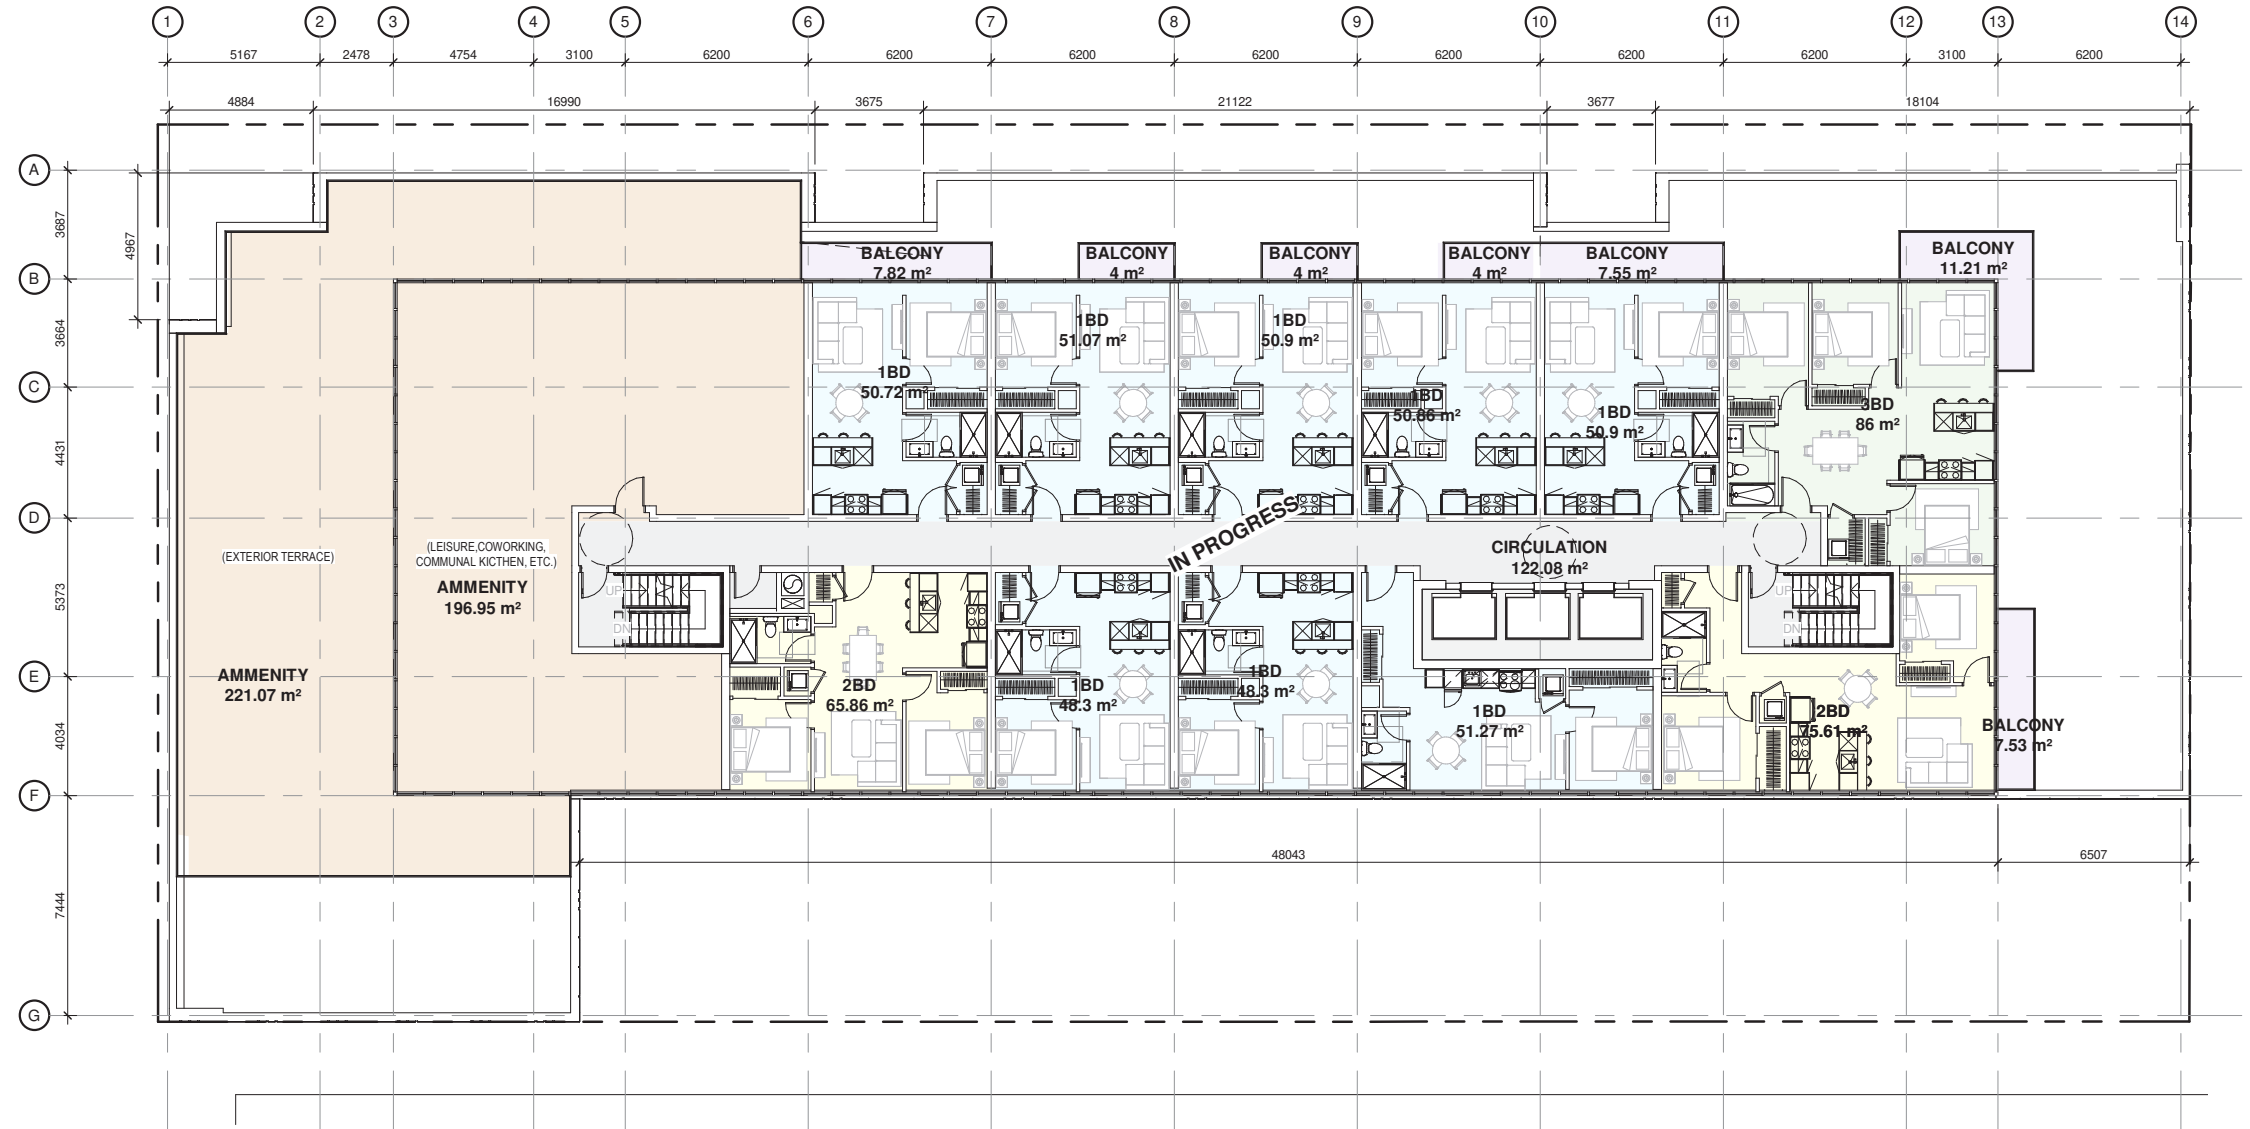 1 2 3 4 5 6 7 8 9 10 11 12 13 14
5167 2478 4754 3100 6200 6200 6200 6200 6200 6200 6200 3100 6200
4884 16990 3675 21122 3677 18104
A
B
C
D
E
F
G
3687
4967
3664
4431
5373
4034
7444
BALCONY
7.82 m²
BALCONY
4 m²
BALCONY
4 m²
BALCONY
4 m²
BALCONY
7.55 m²
BALCONY
11.21 m²
1BD
50.72 m²
1BD
51.07 m²
1BD
50.9 m²
1BD
50.86 m²
1BD
50.9 m²
3BD
86 m²
(EXTERIOR TERRACE)
AMMENITY
221.07 m²
(LEISURE,COWORKING,
COMMUNAL KICTHEN, ETC.)
AMMENITY
196.95 m²
IN PROGRESS
CIRCULATION
122.08 m²
UP
DN
UP
DN
2BD
65.86 m²
1BD
48.3 m²
1BD
48.3 m²
1BD
51.27 m²
2BD
75.61 m²
BALCONY
7.53 m²
48043 6507